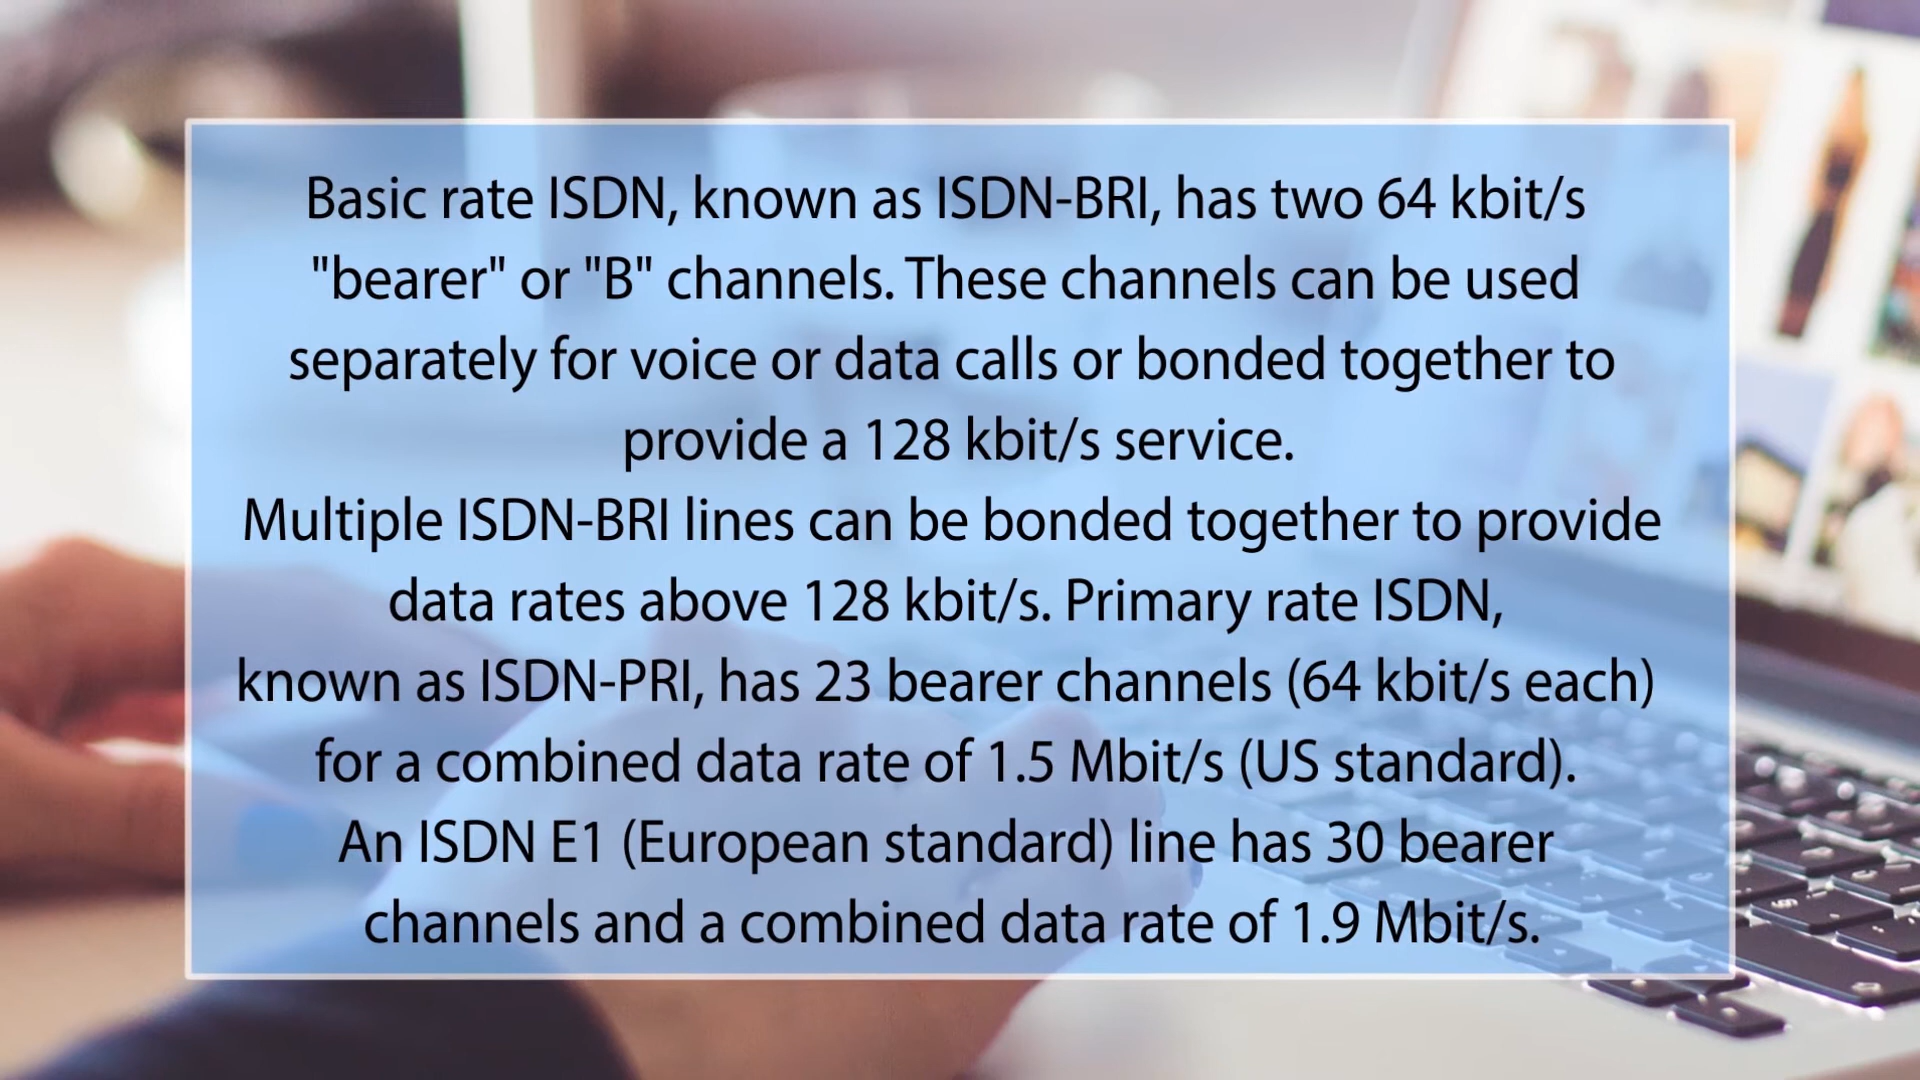 Basic rate ISDN, known as ISDN-BRI, has two 64 kbit/s
"bearer" or "B" channels. These channels can be used
separately for voice or data calls or bonded together to
provide a 128 kbit/s service.
Multiple ISDN-BRI lines can be bonded together to provide
data rates above 128 kbit/s. Primary rate ISDN,
known as ISDN-PRI, has 23 bearer channels (64 kbit/s each)
for a combined data rate of 1.5 Mbit/s (US standard).
An ISDN E1 (European standard) line has 30 bearer
channels and a combined data rate of 1.9 Mbit/s.